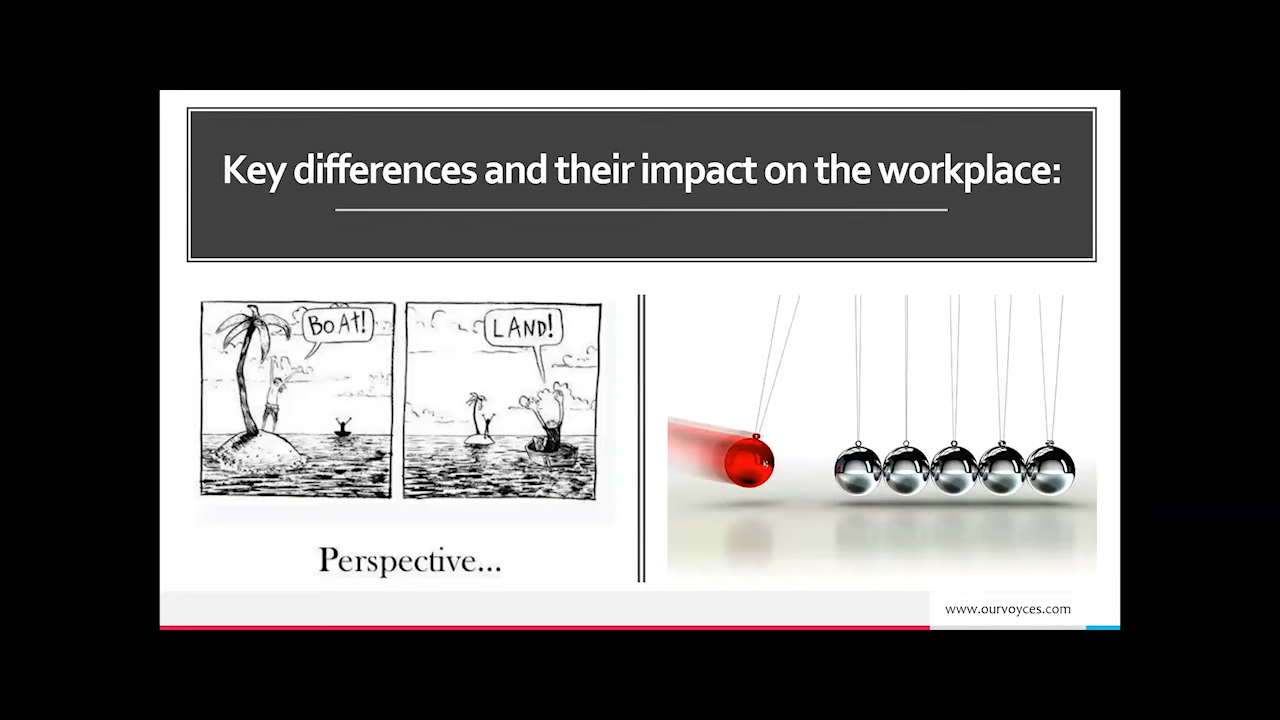 Key differences and their impact on the workplace:
BOAt!
LAND!
Perspective...
www.ourvoyces.com